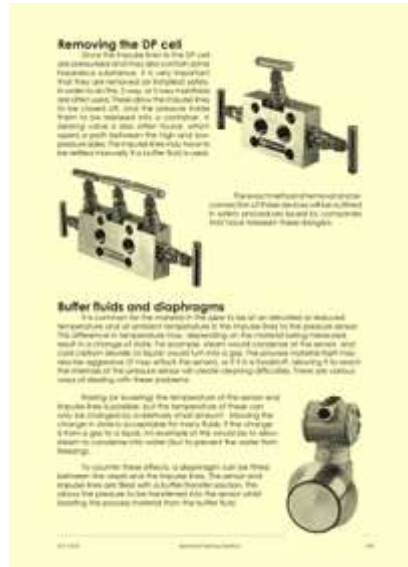 Removing the DP cell
Since the impulse lines to the DP cell
are pressurised and may also contain some
hazardous substance, it is very important
that they are removed (or isolated) safely.
In order to do this, 3-way, or 5-way manifolds
are often used. These allow the impulse lines
to be closed off, and the pressure inside
them to be released into a container. A
valve is also often found, which
opens a path between the high and low
pressure sides. The impulse lines may have to
be refilled manually if a buffer fluid is used.
The exact method of removal and
connection of these devices will be outlined
in safety procedures issued by companies
that have between these dangers.
Buffer fluids and diaphragms
It is common for the material in the pipe to be at an elevated or reduced
temperature and at ambient temperature in the impulse lines to the pressure sensor.
This difference in temperature may, depending on the material being measured
result in a change of state. For example, steam would condense at the sensor, and
cold carbon dioxide (a liquid) would turn into a gas. The process material itself may
also be aggressive (it may attack the sensor), or if it is a foodstuff, allowing it to reach
the internals of the pressure sensor will create cleaning difficulties. There are various
ways of dealing with these problems.
Raising (or lowering) the temperature of the sensor and
impulse lines is possible, but the temperature of these can
only be changed by a relatively small amount. Allowing the
change in state is acceptable for many fluids if the change
is from a gas to a liquid. An example of this would be to allow
steam to condense into water (but to prevent the water from
freezing).
To counter these effects, a diaphragm can be fitted
between the vessel and the impulse lines. The sensor and
impulse lines are filled with a buffer/transfer solution. This
allows the pressure to be transferred into the sensor whilst
isolating the process material from the buffer fluid.